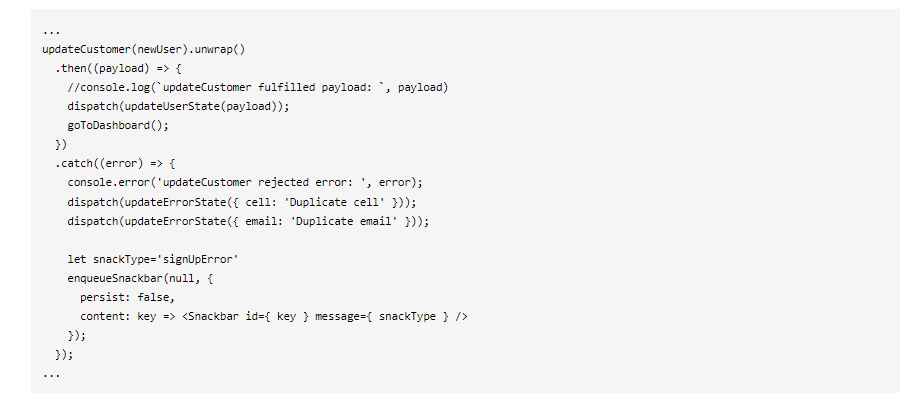 ...
updateCustomer(newUser).unwrap()
  .then((payload) => {
    //console.log(`updateCustomer fulfilled payload: `, payload)
    dispatch(updateUserState(payload));
    goToDashboard();
  })
  .catch((error) => {
    console.error('updateCustomer rejected error: ', error);
    dispatch(updateErrorState({ cell: 'Duplicate cell' }));
    dispatch(updateErrorState({ email: 'Duplicate email' }));

    let snackType='signUpError'
    enqueueSnackbar(null, {
      persist: false,
      content: key => <Snackbar id={ key } message={ snackType } />
    });
  });
...